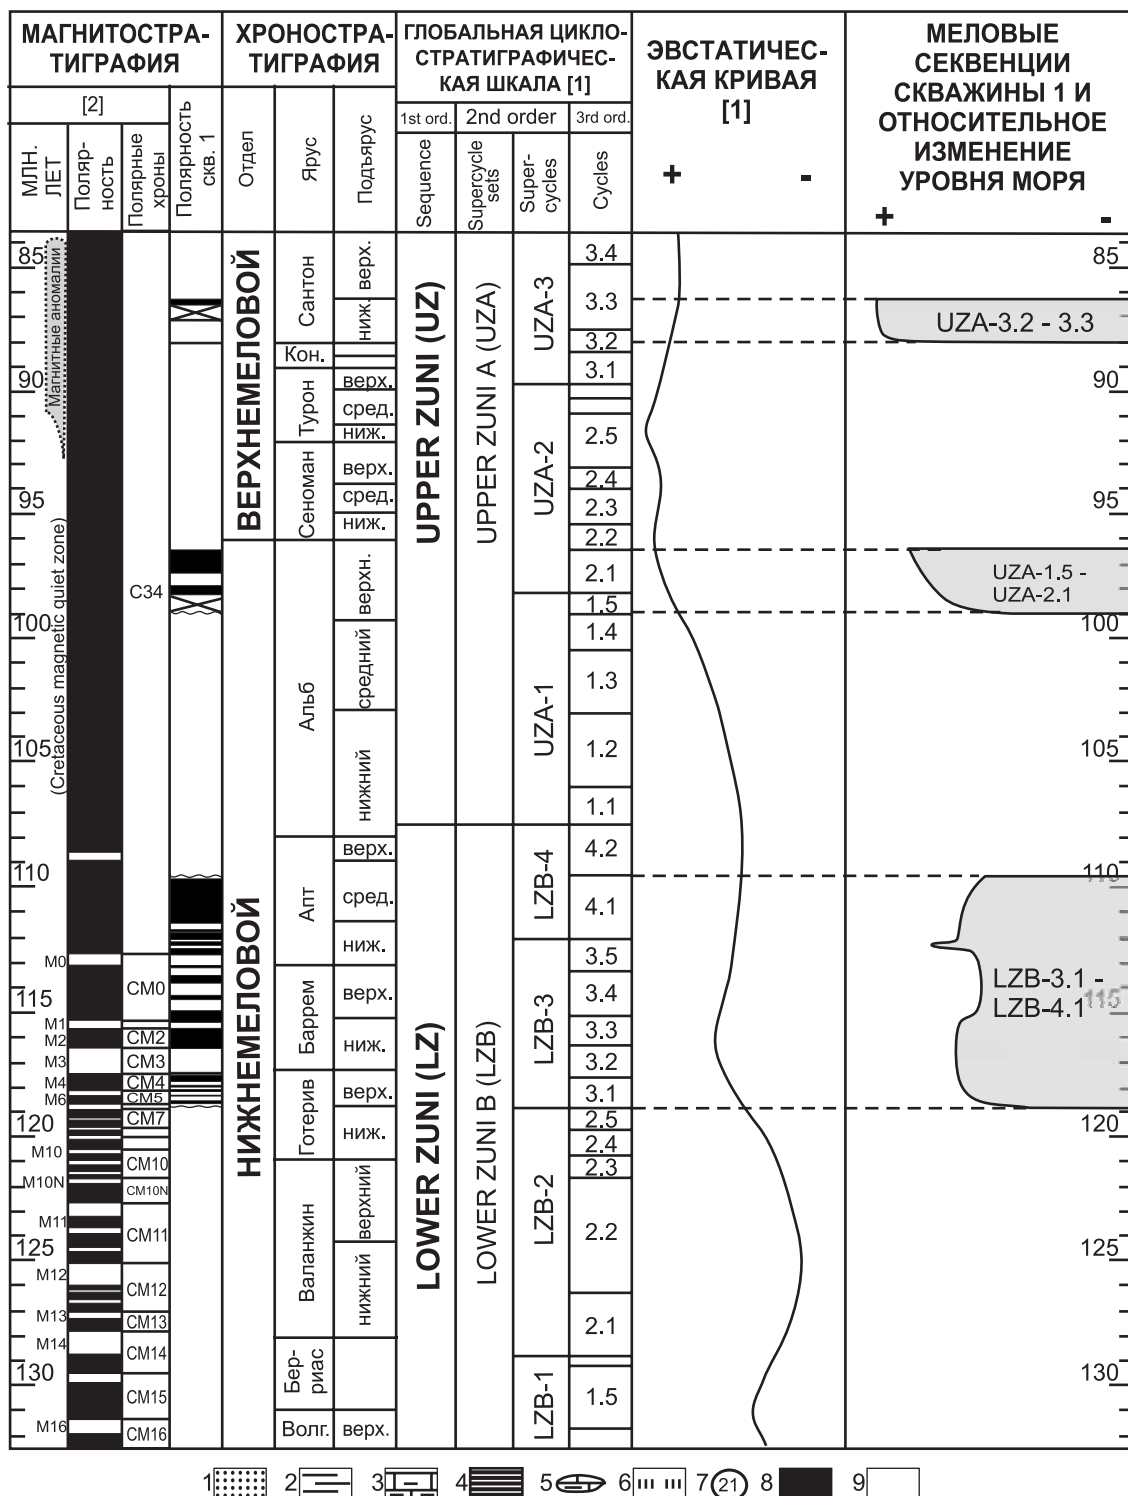 МАГНИТОСТРА-
ТИГРАФИЯ
ХРОНОСТРА-
ТИГРАФИЯ
ГЛОБАЛЬНАЯ ЦИКЛО-
СТРАТИГРАФИЧЕС-
КАЯ ШКАЛА [1]
ЭВСТАТИЧЕС-
КАЯ КРИВАЯ
[1]
+ -
МЕЛОВЫЕ
СЕКВЕНЦИИ
СКВАЖИНЫ 1 И
ОТНОСИТЕЛЬНОЕ
ИЗМЕНЕНИЕ
УРОВНЯ МОРЯ
+ -
[2]
МЛН.
ЛЕТ
Поляр-
ность
Полярные
хроны
Полярность
скв. 1
Отдел
Ярус
Подъярус
1st ord.
2nd order
3rd ord.
Sequence
Supercycle
sets
Super-
cycles
Cycles
85
90
95
100
105
110
115
120
125
130
Магнитные аномалии
(Cretaceous magnetic quiet zone)
M0
M1
M2
M3
M4
M6
M10
M10N
M11
M12
M13
M14
M16
C34
CM0
CM2
CM3
CM4
CM5
CM7
CM10
CM10N
CM11
CM12
CM13
CM14
CM15
CM16
ВЕРХНЕМЕЛОВОЙ
НИЖНЕМЕЛОВОЙ
Сантон
Кон.
Турон
Сеноман
Альб
Апт
Баррем
Готерив
Валанжин
Бер-
риас
Волг.
верх.
ниж.
верх.
сред.
ниж.
верх.
сред.
ниж.
верхн.
средний
нижний
верх.
сред.
ниж.
верх.
ниж.
верх.
ниж.
верхний
нижний
верх.
UPPER ZUNI (UZ)
LOWER ZUNI (LZ)
UPPER ZUNI A (UZA)
LOWER ZUNI B (LZB)
UZA-3
UZA-2
UZA-1
LZB-4
LZB-3
LZB-2
LZB-1
3.4
3.3
3.2
3.1
2.5
2.4
2.3
2.2
2.1
1.5
1.4
1.3
1.2
1.1
4.2
4.1
3.5
3.4
3.3
3.2
3.1
2.5
2.4
2.3
2.2
2.1
1.5
85
UZA-3.2 - 3.3
90
95
UZA-1.5 -
UZA-2.1
100
105
110
LZB-3.1 -
LZB-4.1
115
120
125
130
1 2 3 4 5 6 7 21 8 9